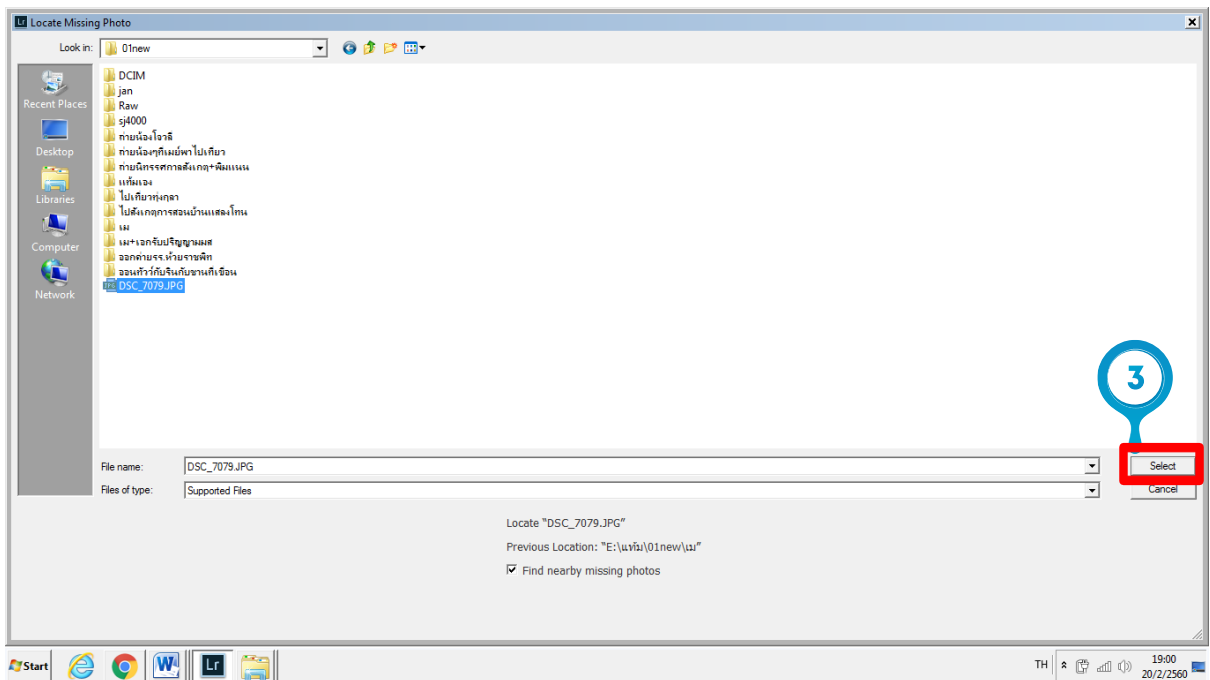 Lr Locate Missing Photo
Look in: 01new
Recent Places
Desktop
Libraries
Computer
Network
DCIM
jan
Raw
sj4000
ถ่ายน้องโอวาลี
ถ่ายน้องๆที่เมย์พาไปเที่ยว
ถ่ายนิทรรศกาลสังเกต+พิมแนน
แท้มเอง
ไปเที่ยวทุ่งกุลา
ไปสังเกตุการสอนบ้านแสลงโทน
เม
เม+เอกรับปริญญามมส
ออกค่ายรร.ห้วยราชพิท
ออนทัวร์กับรินกับขานที่เขื่อน
DSC_7079.JPG
3
File name: DSC_7079.JPG Select
Files of type: Supported Files Cancel
Locate "DSC_7079.JPG"
Previous Location: "E:\แท้ม\01new\เม"
Find nearby missing photos
Start W Lr TH 19:00
20/2/2560